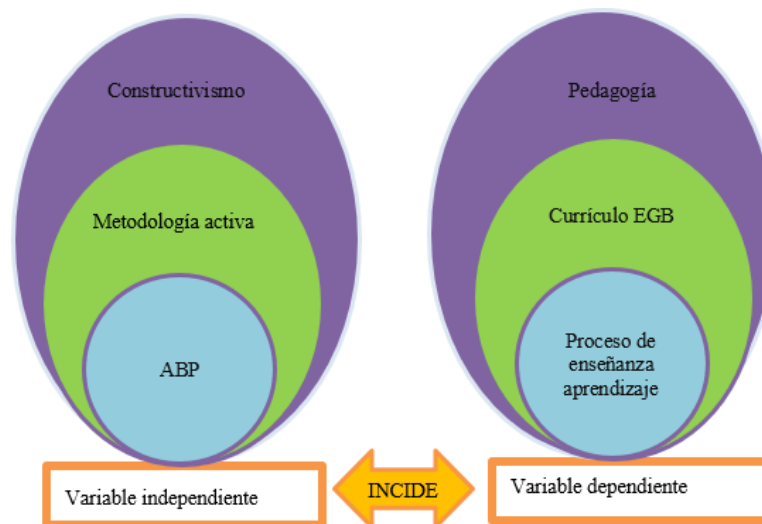 Constructivismo
Metodología activa
ABP
Variable independiente
INCIDE
Pedagogía
Currículo EGB
Proceso de
enseñanza
aprendizaje
Variable dependiente